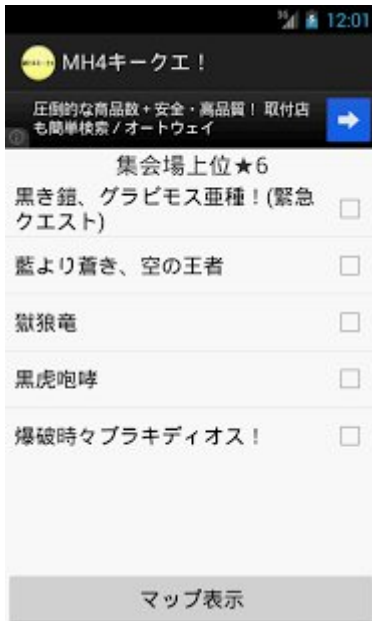 12:01
MH4キークエ！
圧倒的な商品数＋安全・高品質！ 取付店
も簡単検索 / オートウェイ
集会場上位★6
黒き鎧、グラビモス亜種！(緊急
クエスト)
藍より蒼き、空の王者
獄狼竜
黒虎咆哮
爆破時々ブラキディオス！
マップ表示